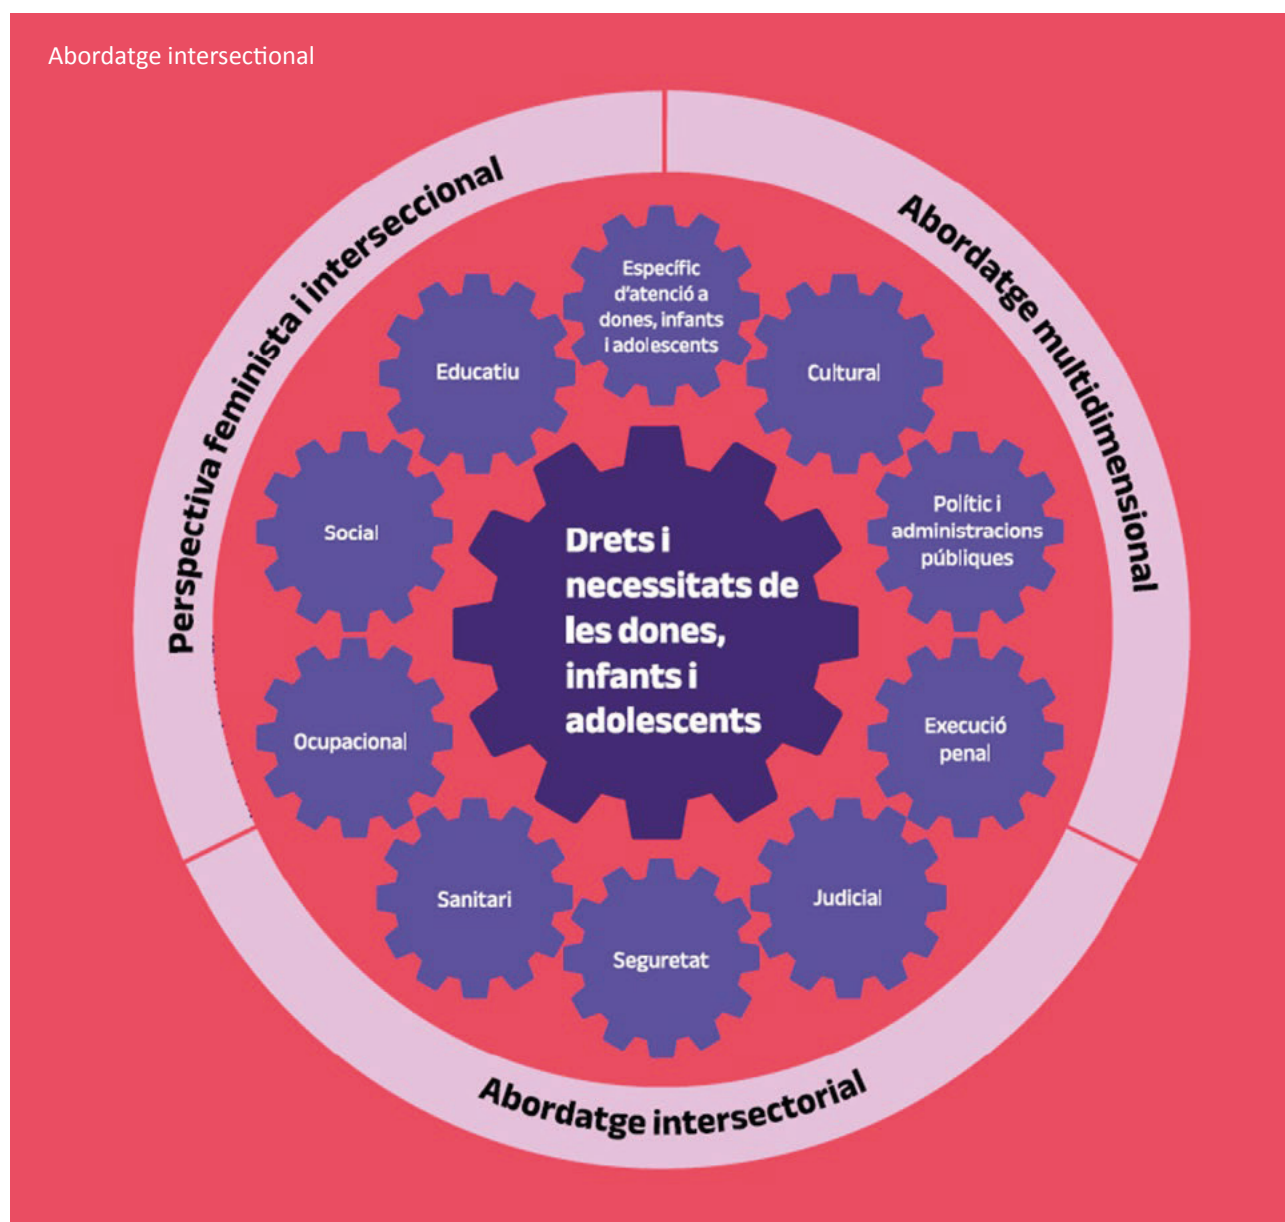 Abordatge intersectional
Perspectiva feminista i interseccional
Abordatge multidimensional
Específic
d'atenció a
dones, infants
i adolescents
Educatiu
Cultural
Social
Polític i
administracions
públiques
Drets i
necessitats de
les dones,
infants i
adolescents
Ocupacional
Execució
penal
Sanitari
Judicial
Seguretat
Abordatge intersectorial